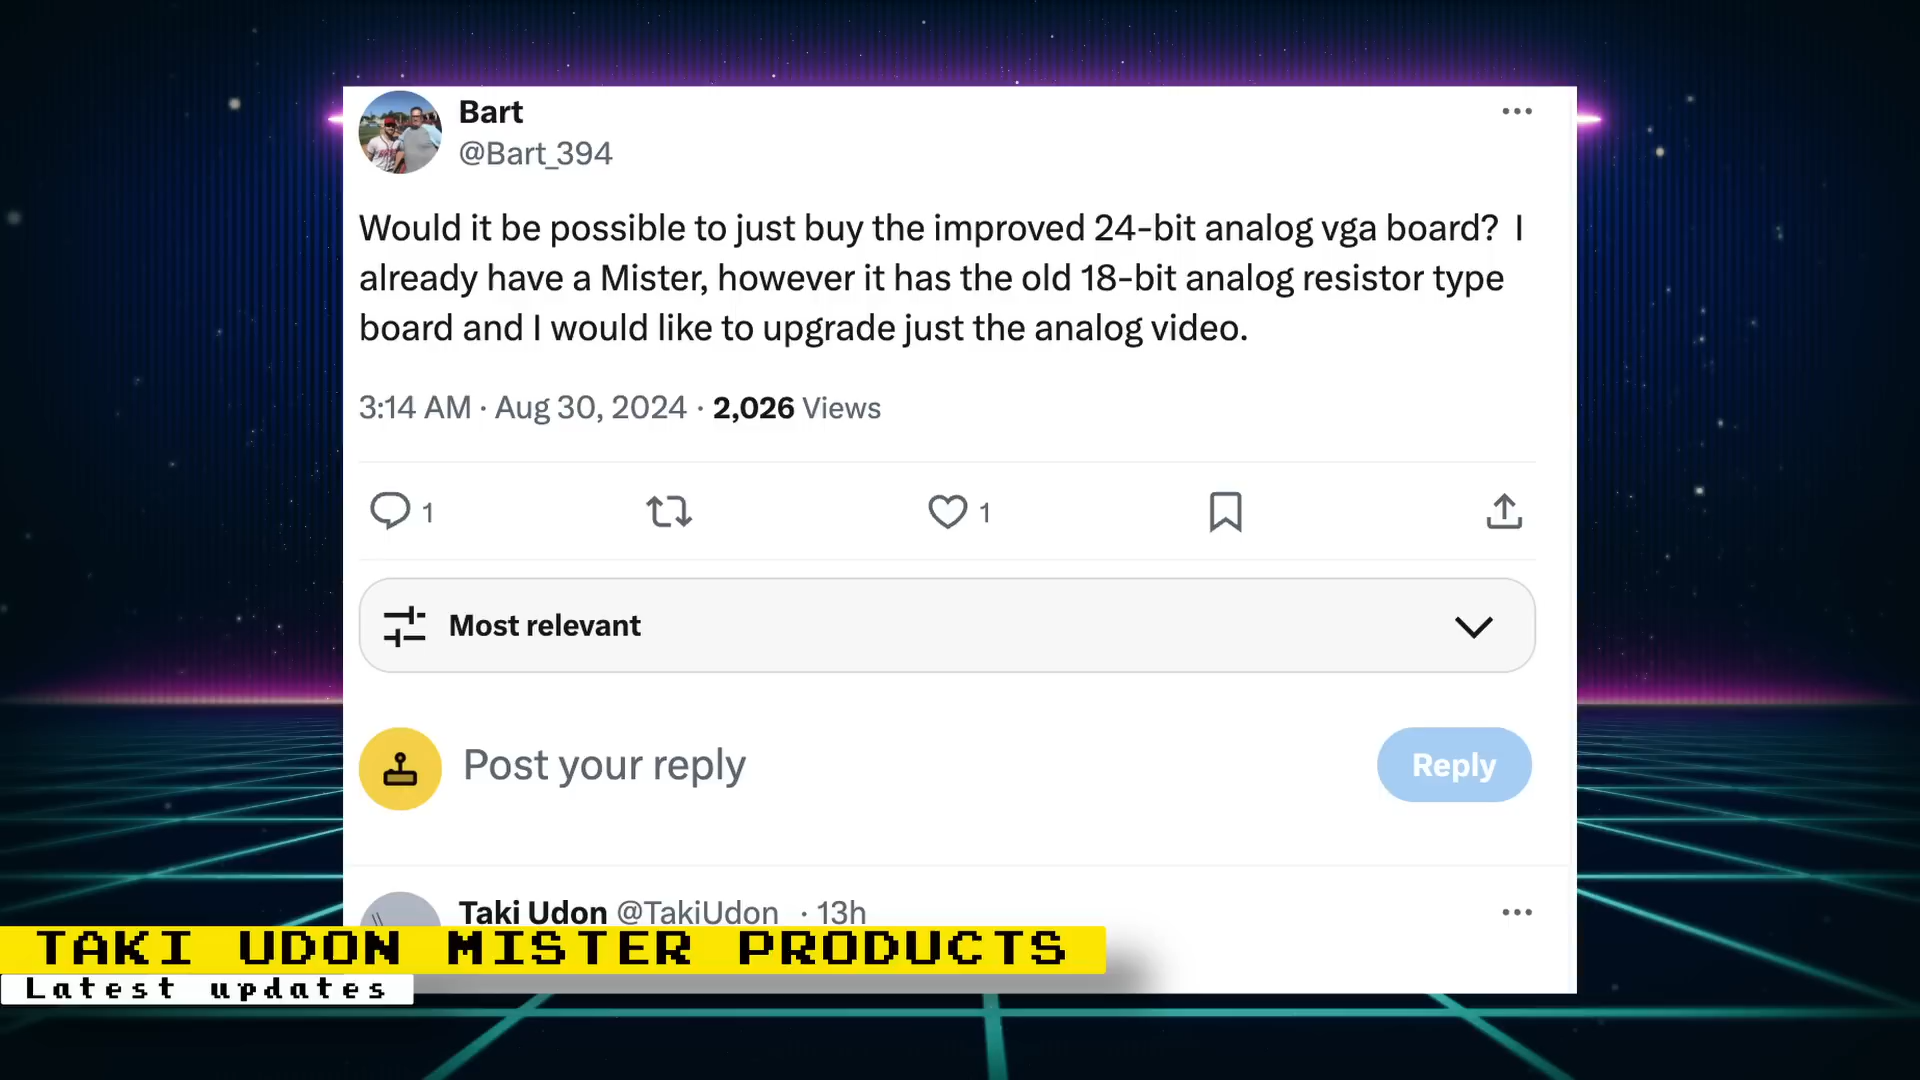 Bart
@Bart_394
Would it be possible to just buy the improved 24-bit analog vga board?  I
already have a Mister, however it has the old 18-bit analog resistor type
board and I would like to upgrade just the analog video.
3:14 AM · Aug 30, 2024 · 2,026 Views
1 1
Most relevant
Post your reply
Reply
Taki Udon @TakiUdon · 13h
TAKI UDON MISTER PRODUCTS
Latest updates